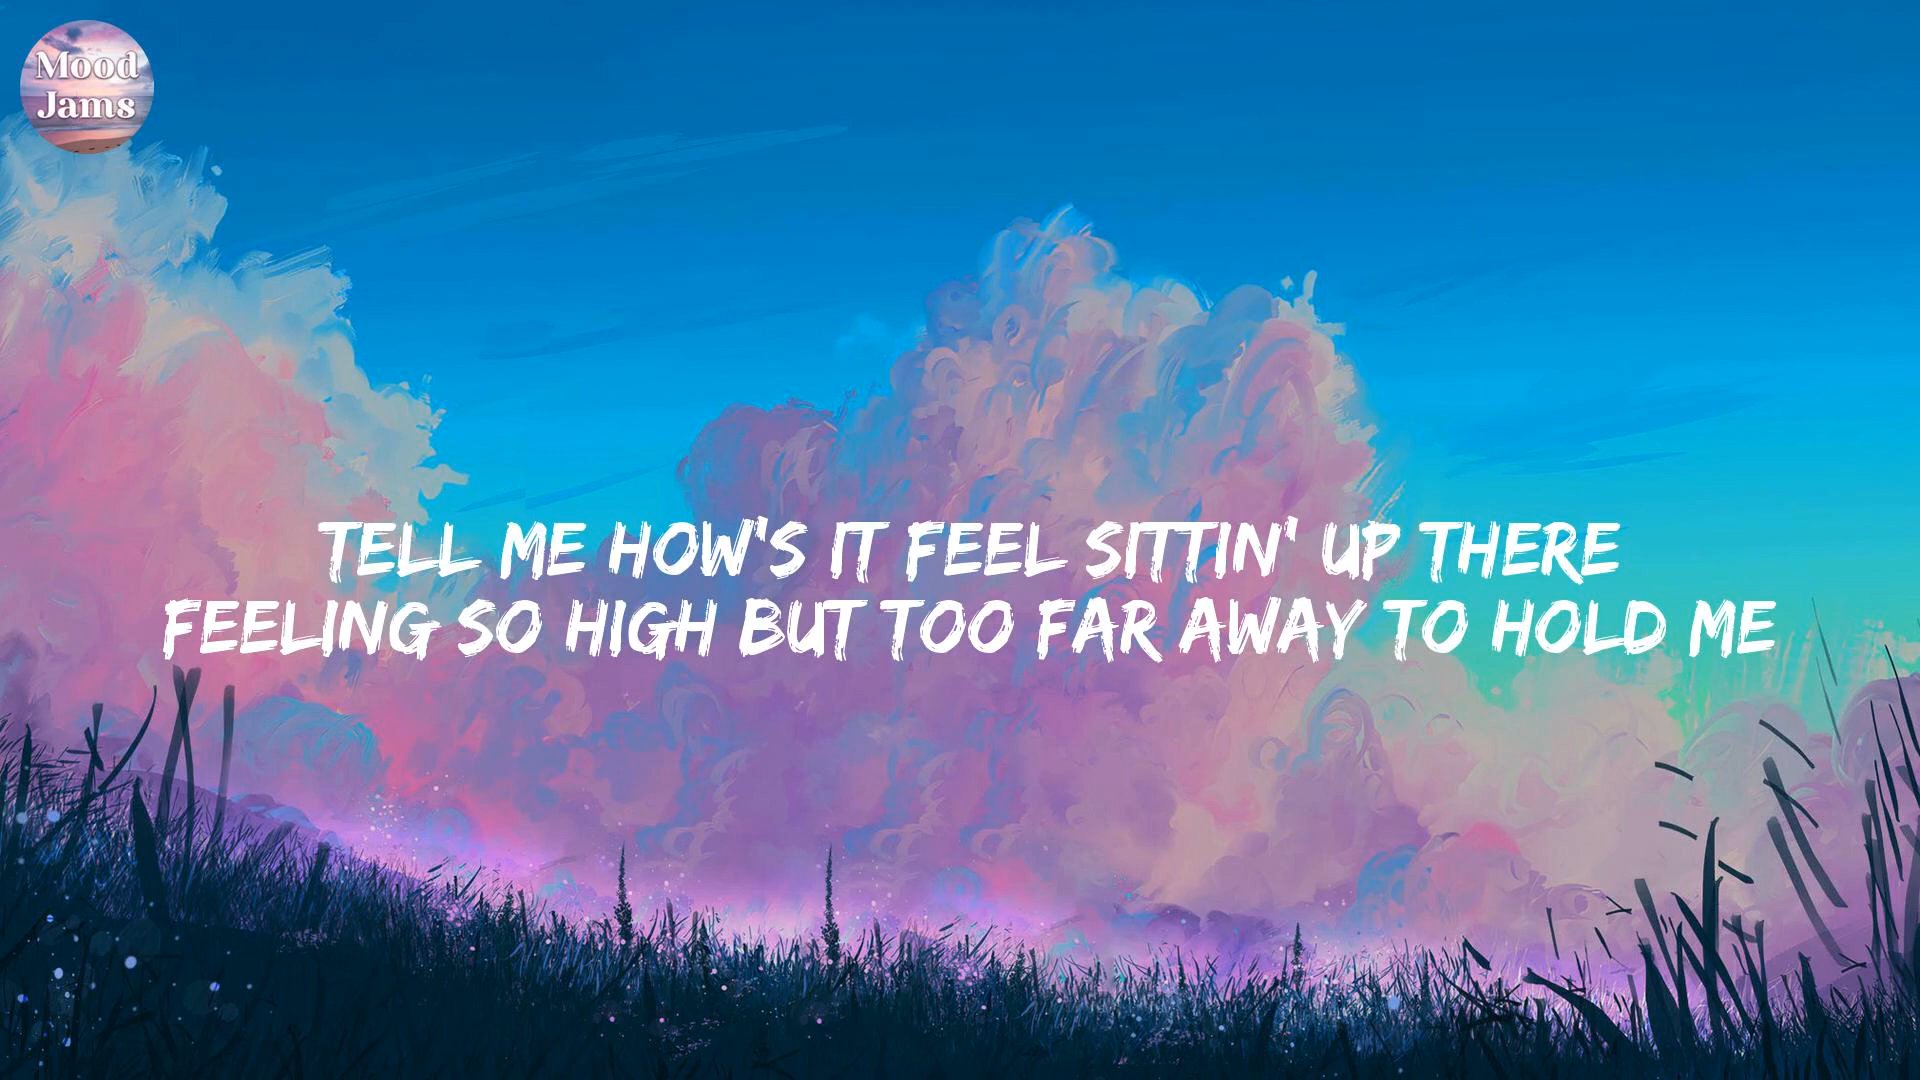 Mood
Jams
TELL ME HOW'S IT FEEL SITTIN' UP THERE
FEELING SO HIGH BUT TOO FAR AWAY TO HOLD ME